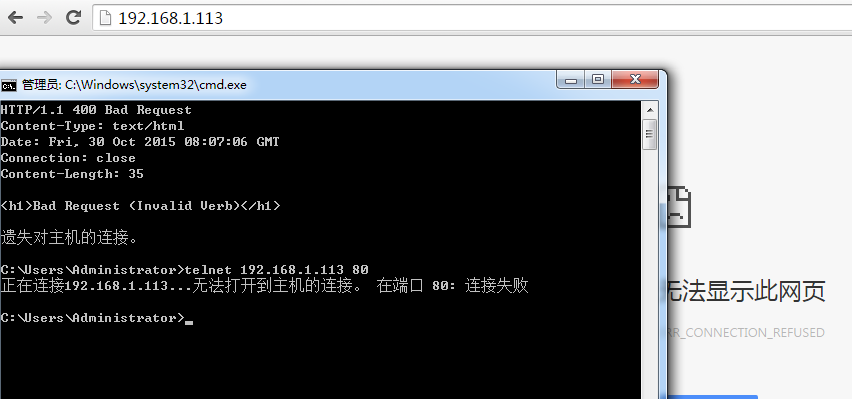 192.168.1.113
管理员: C:\Windows\system32\cmd.exe
HTTP/1.1 400 Bad Request
Content-Type: text/html
Date: Fri, 30 Oct 2015 08:07:06 GMT
Connection: close
Content-Length: 35
<h1>Bad Request (Invalid Verb)</h1>
遗失对主机的连接。
C:\Users\Administrator>telnet 192.168.1.113 80
正在连接192.168.1.113...无法打开到主机的连接。 在端口 80: 连接失败
C:\Users\Administrator>
无法显示此网页
RR_CONNECTION_REFUSED